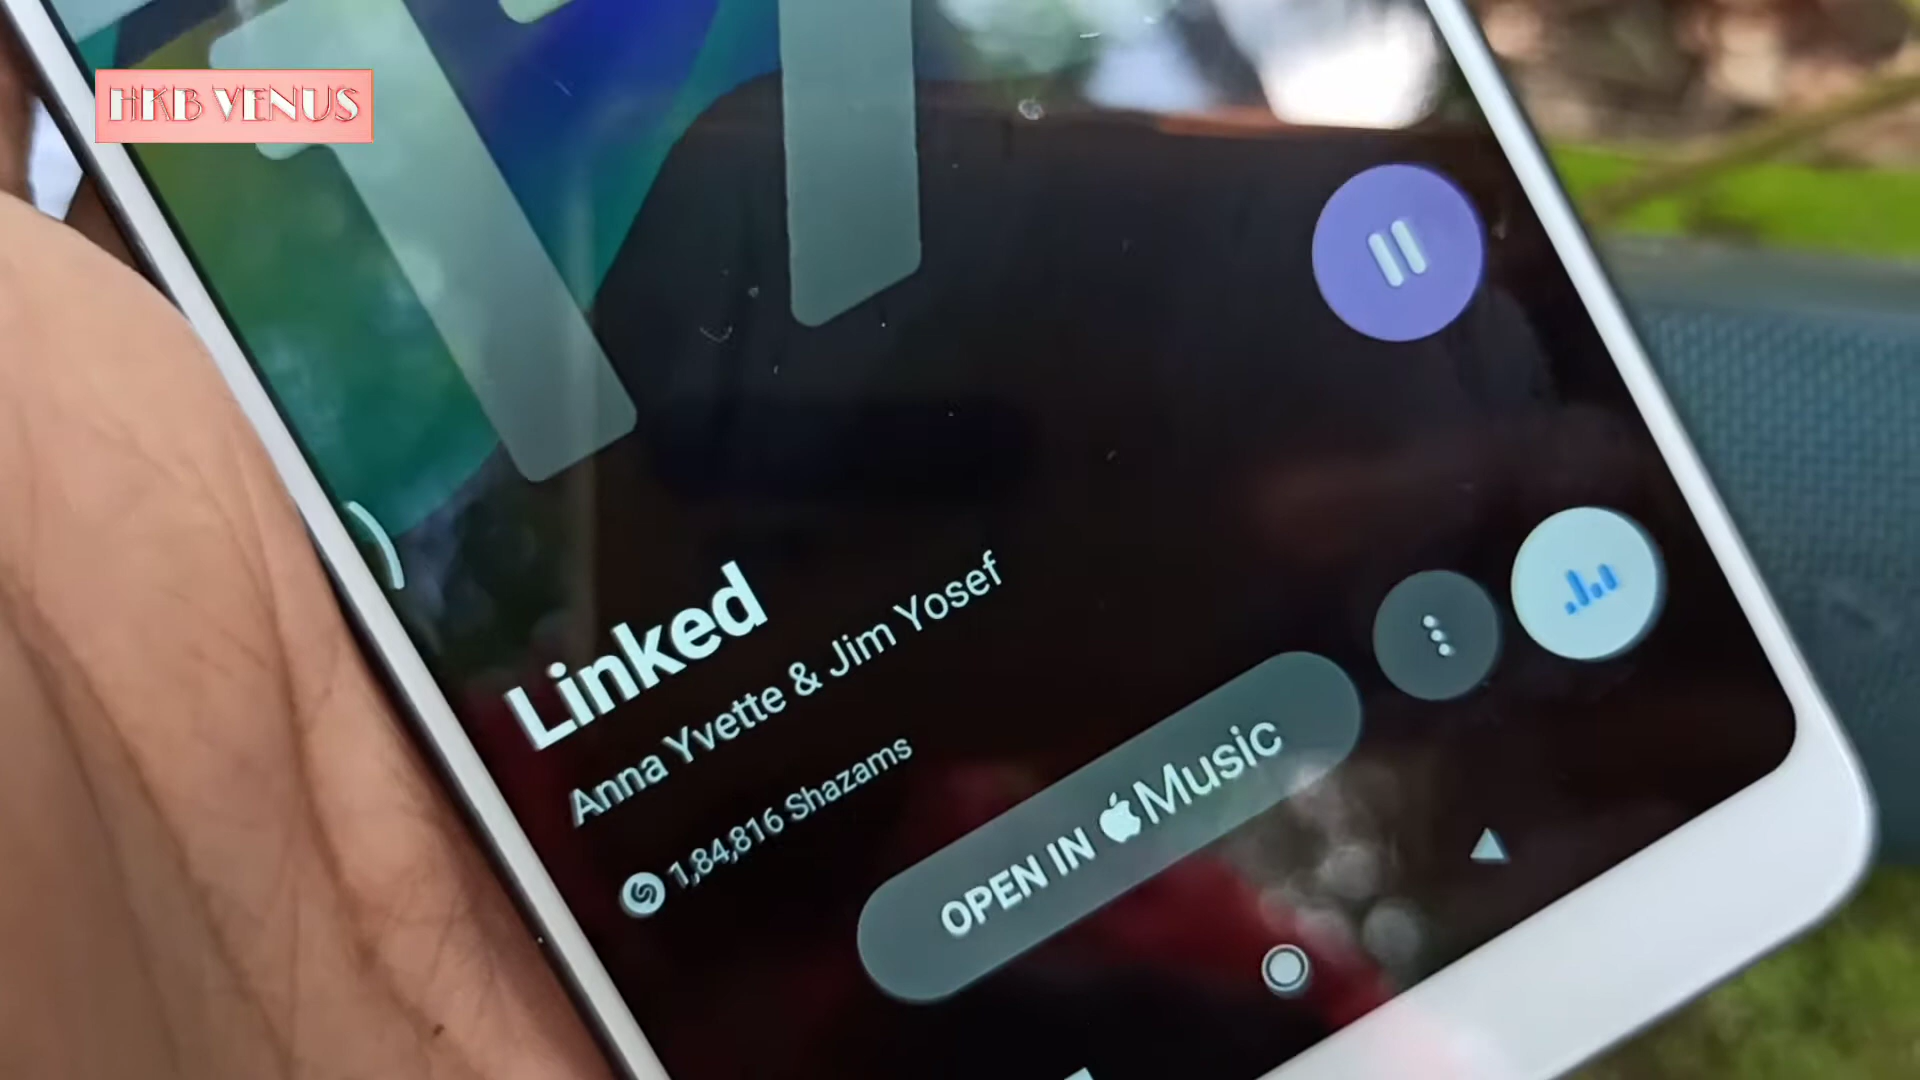 HKB VENUS
Linked
Anna Yvette & Jim Yosef
1,84,816 Shazams
OPEN IN Music